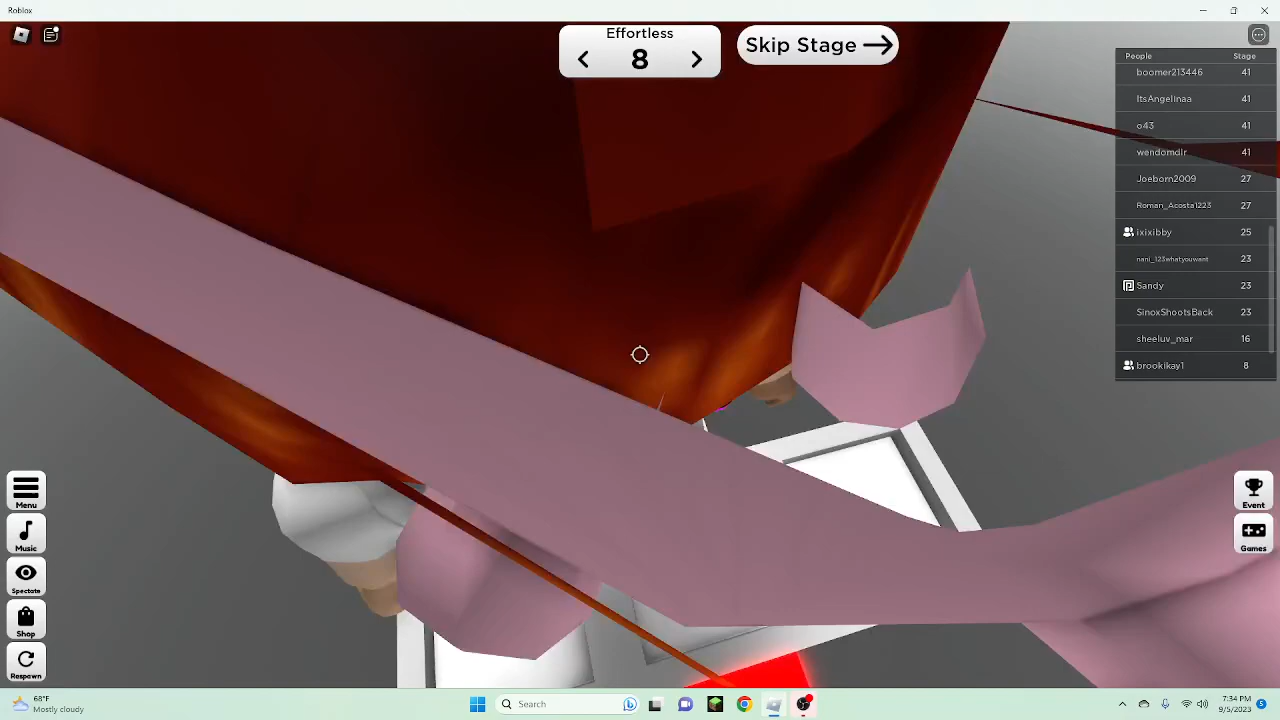 Roblox
Effortless
8
Skip Stage
People Stage
boomer213446 41
ItsAngelinaa 41
o43 41
wendomdlr 41
Joeborn2009 27
Roman_Acosta1223 27
ixixibby 25
nani_123whatyouwant 23
Sandy 23
SinoxShootsBack 23
sheeluv_mar 16
brooklkay1 8
Menu
Music
Spectate
Shop
Respawn
Event
Games
68°F
Mostly cloudy
Search
7:34 PM
9/5/2023
5